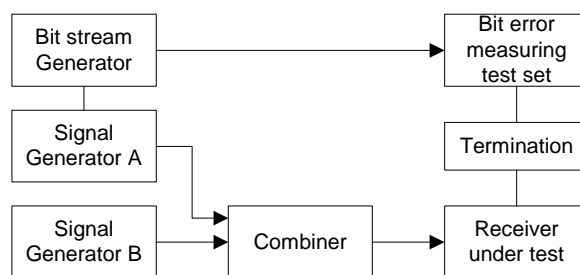 Bit stream
Generator
Bit error
measuring
test set
Signal
Generator A
Termination
Signal
Generator B
Combiner
Receiver
under test